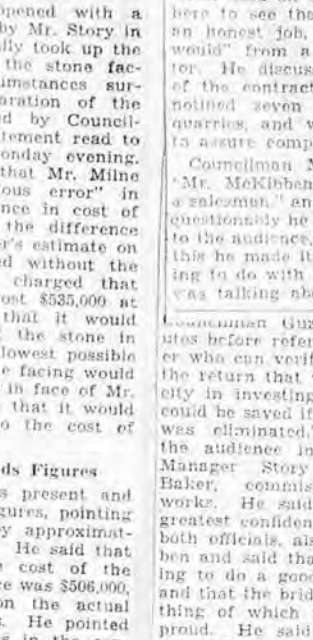 opened with a
by Mr. Story in
lly took up the
the stone fac-
umstances sur-
aration of the
d by Council-
tement read to
onday evening.
that Mr. Milne
ous error" in
nce in cost of
the difference
r's estimate on
ed without the
charged that
ost $535,000 at
that it would
the stone in
lowest possible
e facing would
in face of Mr.
that it would
o the cost of
ds Figures
s present and
gures, pointing
y approximat-
He said that
cost of the
ce was $506,000,
on the actual
s. He pointed
here to see tha
an honest job,
would" from a
tor. He discus
of the contract
notified seven
quarries, and w
to assure comp
Councilman M
"Mr. McKibben
a salesman," an
questionably he
to the audience,
this he made it
ing to do with
was talking abo
Councilman Guz
utes before refer
er who can verif
the return that
city in investing
could be saved if
was eliminated."
the audience in
Manager Story
Baker, commis
works. He said
greatest confiden
both officials, als
ben and said tha
ing to do a good
and that the brid
thing of which
proud. He said